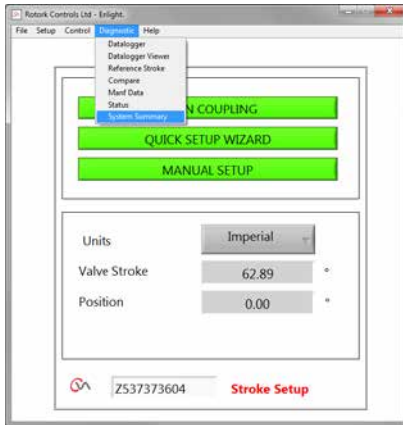 Rotork Controls Ltd - Enlight.
File Setup Control Diagnostic Help
Datalogger
Datalogger Viewer
Reference Stroke
Compare
Manf Data
Status
System Summary
N COUPLING
QUICK SETUP WIZARD
MANUAL SETUP
Units Imperial
Valve Stroke 62.89 °
Position 0.00 °
Z537373604 Stroke Setup